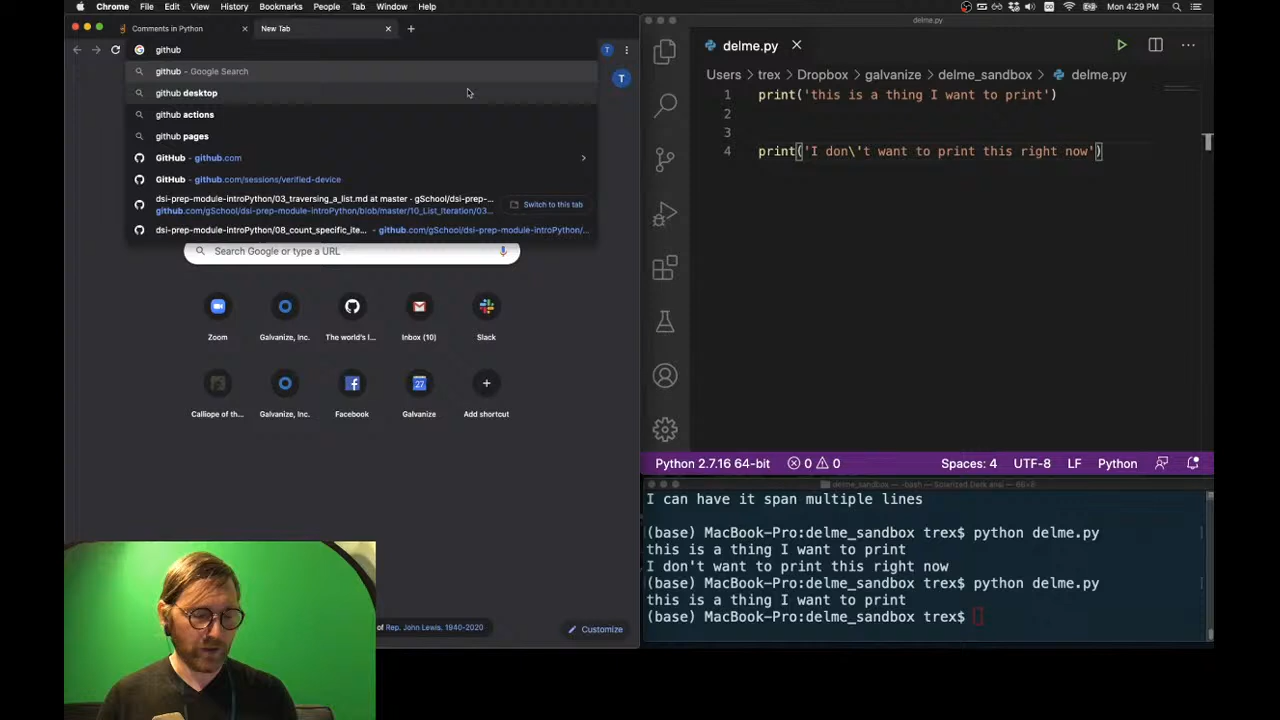 Chrome File Edit View History Bookmarks People Tab Window Help
Mon 4:29 PM
Comments in Python
New Tab
github
T
github - Google Search
T
github desktop
github actions
github pages
GitHub - github.com
GitHub - github.com/sessions/verified-device
dsi-prep-module-introPython/03_traversing_a_list.md at master · gSchool/dsi-prep-...
github.com/gSchool/dsi-prep-module-introPython/blob/master/10_List_Iteration/03...
Switch to this tab
dsi-prep-module-introPython/08_count_specific_ite... - github.com/gSchool/dsi-prep-module-introPython/...
Search Google or type a URL
Zoom
Galvanize, Inc.
The world's l...
Inbox (10)
Slack
Calliope of th...
Galvanize, Inc.
Facebook
27
Galvanize
Add shortcut
of Rep. John Lewis, 1940-2020
Customize
delme.py
delme.py
Users trex Dropbox galvanize delme_sandbox delme.py
1 print('this is a thing I want to print')
2
3
4 print('I don\'t want to print this right now')
Python 2.7.16 64-bit 0 0 Spaces: 4 UTF-8 LF Python
delme_sandbox — -bash — Solarized Dark ansi — 66×8
I can have it span multiple lines
(base) MacBook-Pro:delme_sandbox trex$ python delme.py
this is a thing I want to print
I don't want to print this right now
(base) MacBook-Pro:delme_sandbox trex$ python delme.py
this is a thing I want to print
(base) MacBook-Pro:delme_sandbox trex$